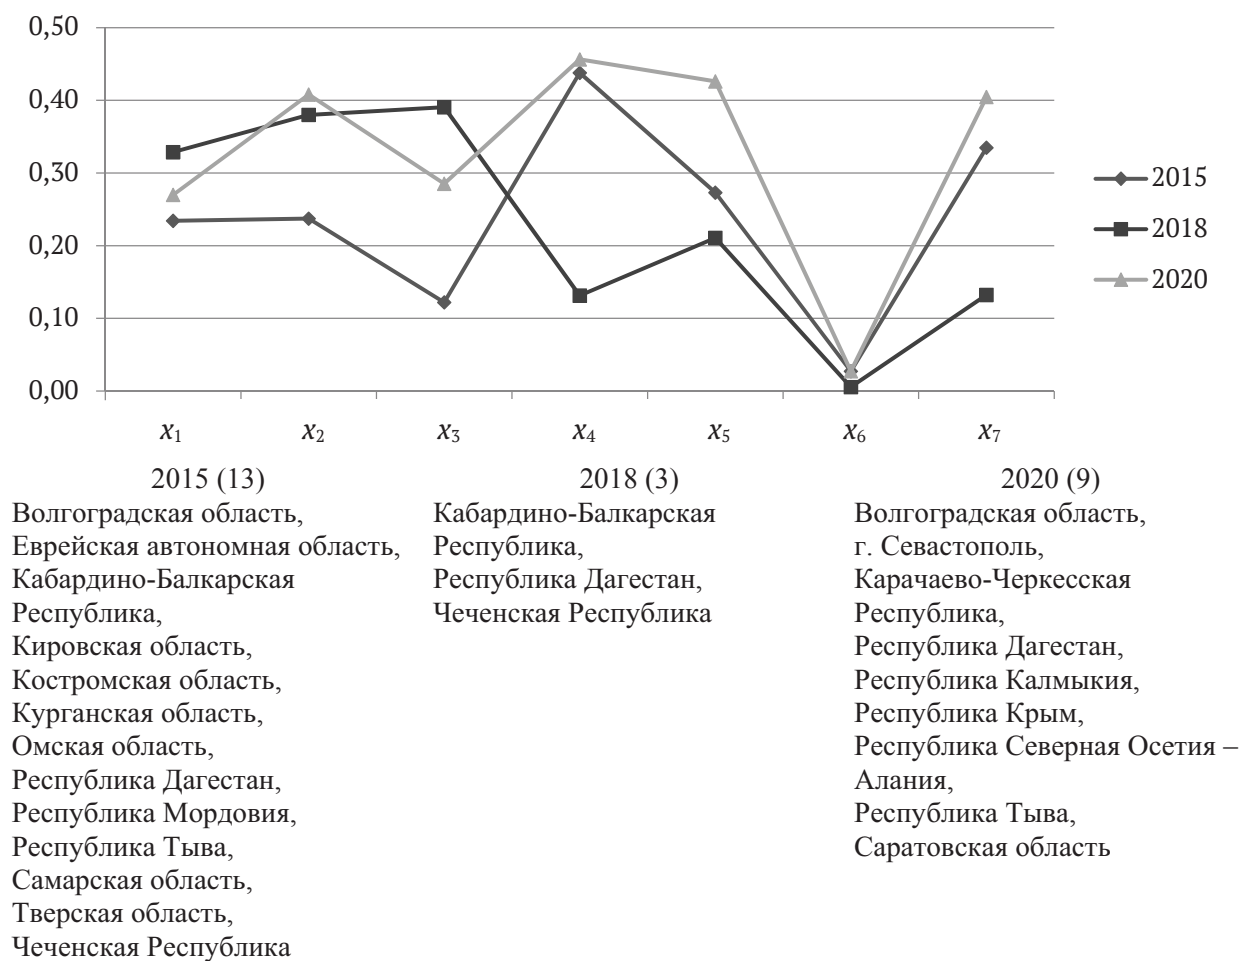 0,50
0,40
0,30
0,20
0,10
0,00
2015
2018
2020
x₁ x₂ x₃ x₄ x₅ x₆ x₇
2015 (13)
Волгоградская область,
Еврейская автономная область,
Кабардино-Балкарская
Республика,
Кировская область,
Костромская область,
Курганская область,
Омская область,
Республика Дагестан,
Республика Мордовия,
Республика Тыва,
Самарская область,
Тверская область,
Чеченская Республика
2018 (3)
Кабардино-Балкарская
Республика,
Республика Дагестан,
Чеченская Республика
2020 (9)
Волгоградская область,
г. Севастополь,
Карачаево-Черкесская
Республика,
Республика Дагестан,
Республика Калмыкия,
Республика Крым,
Республика Северная Осетия –
Алания,
Республика Тыва,
Саратовская область